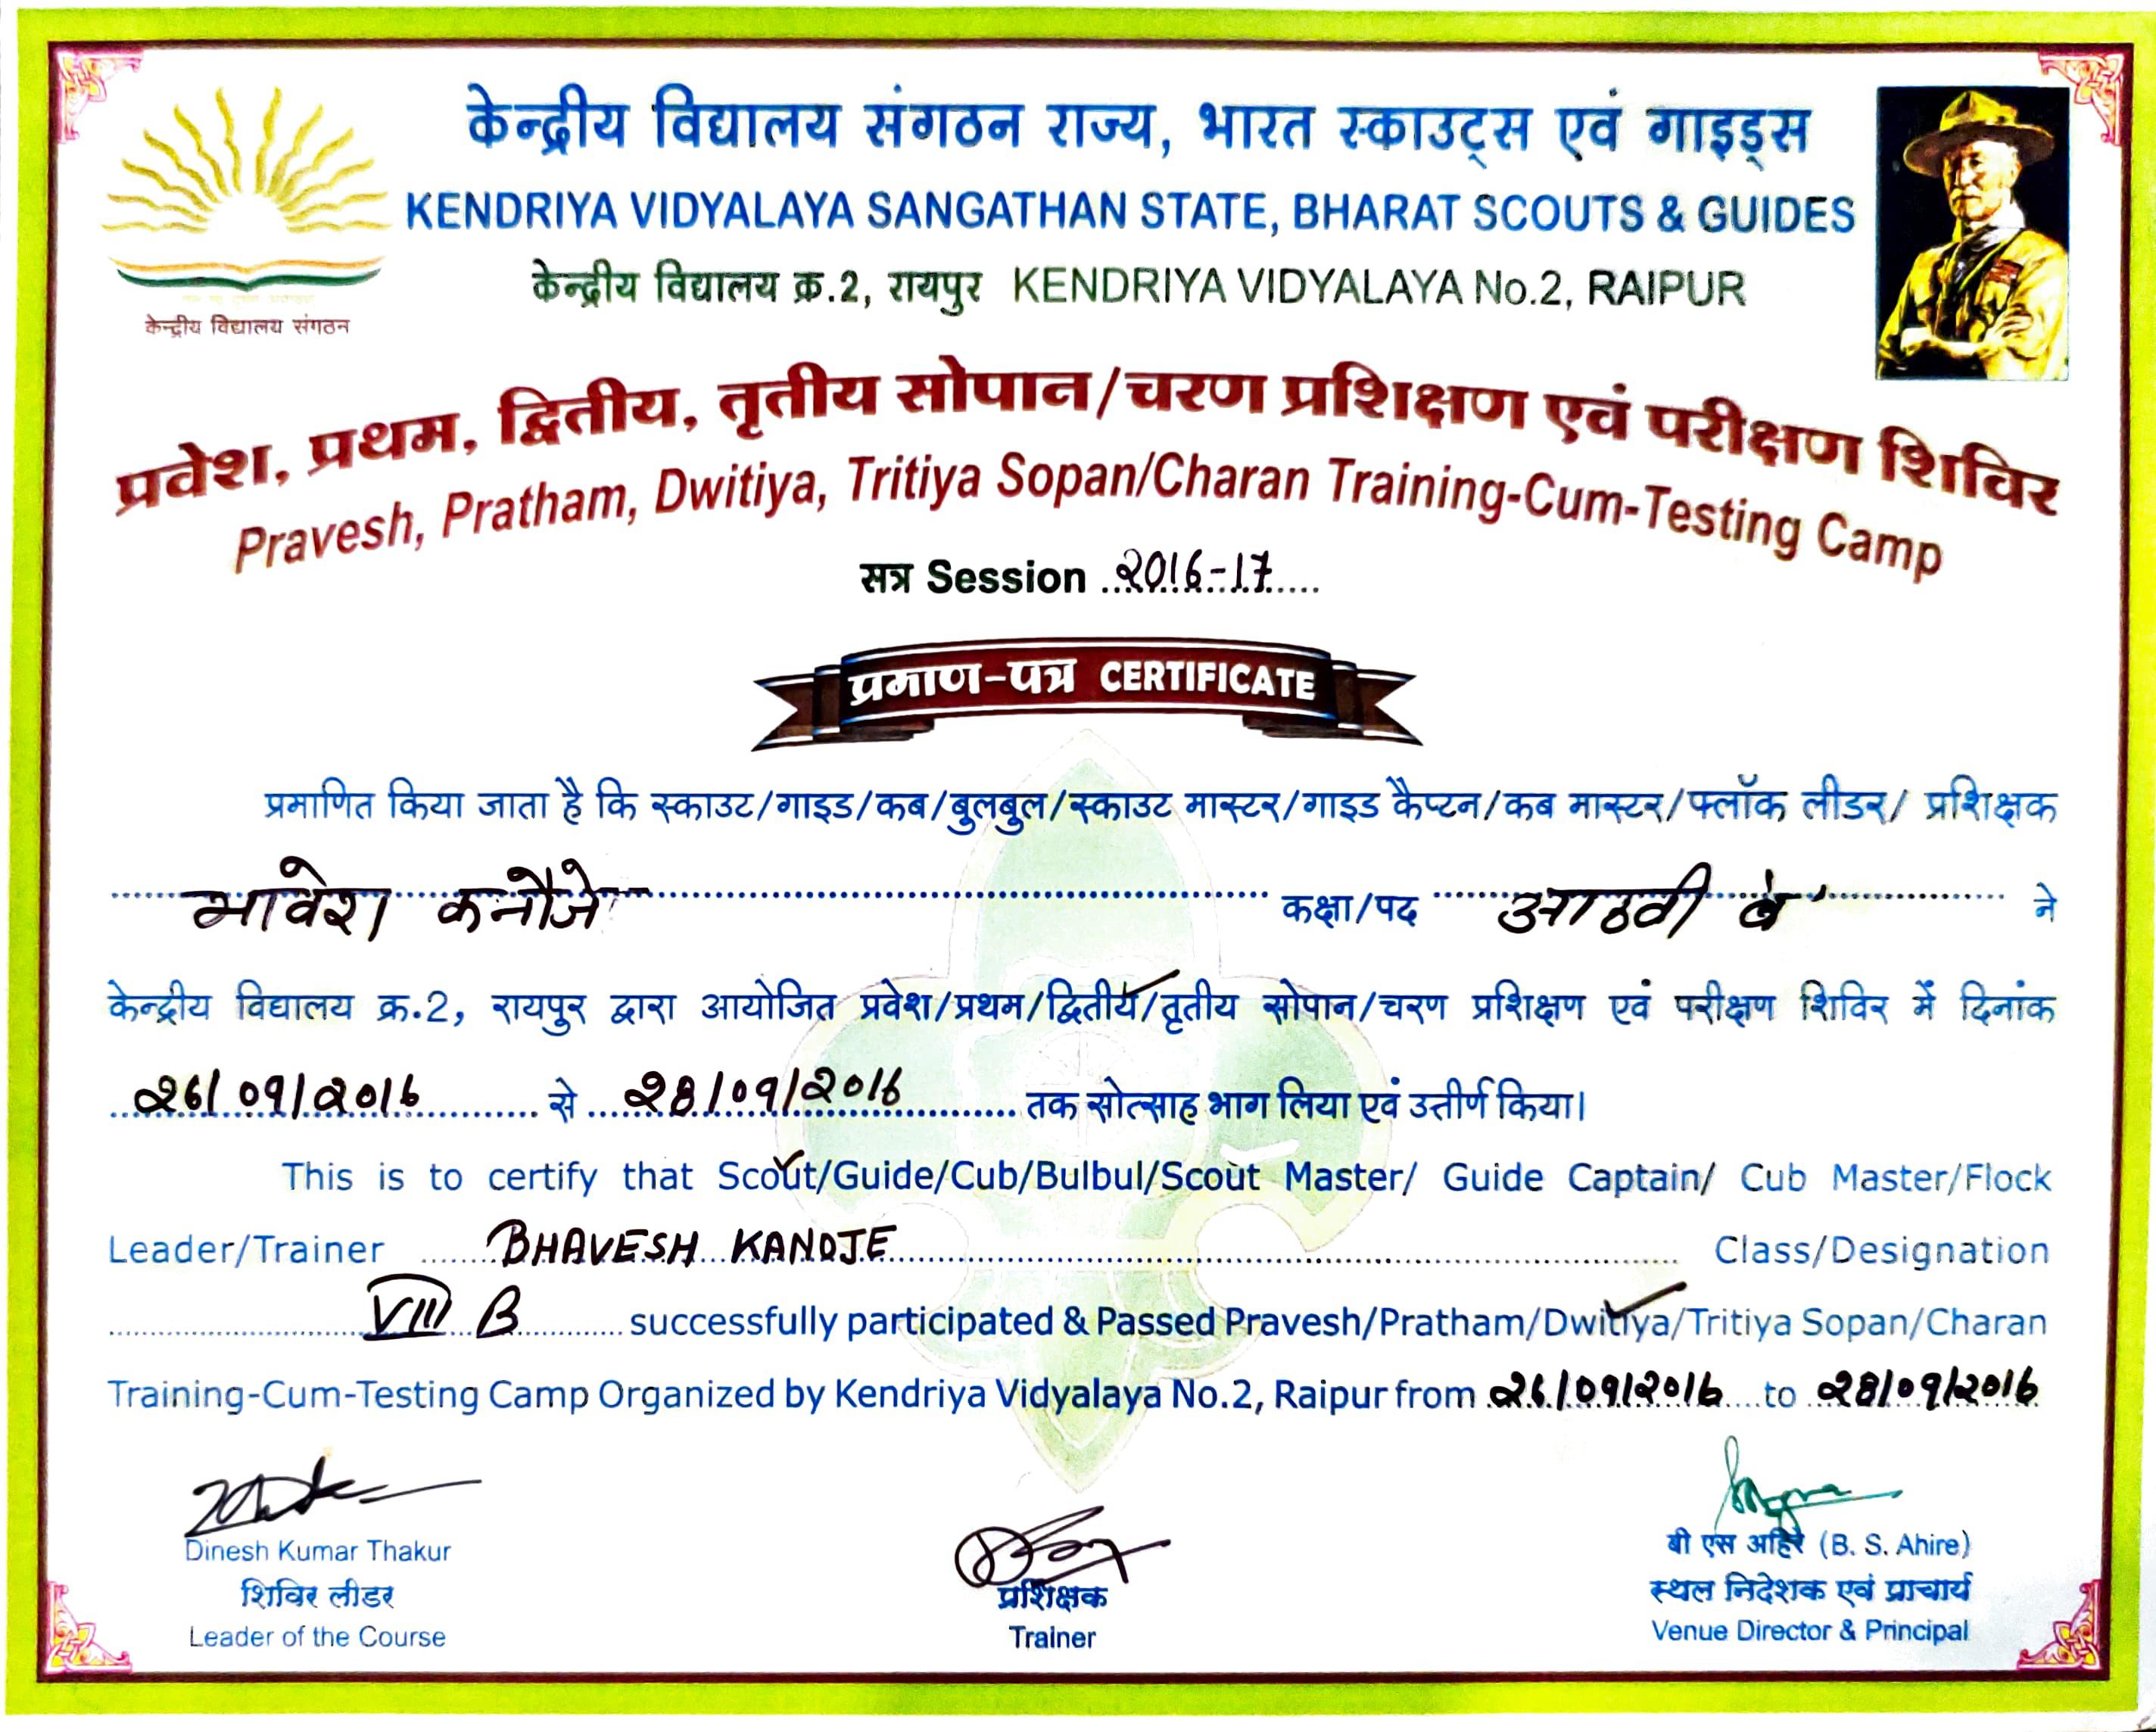 केन्द्रीय विद्यालय संगठन राज्य, भारत स्काउट्स एवं गाइड्स
KENDRIYA VIDYALAYA SANGATHAN STATE, BHARAT SCOUTS & GUIDES
केन्द्रीय विद्यालय क्र.2, रायपुर KENDRIYA VIDYALAYA No.2, RAIPUR
केन्द्रीय विद्यालय संगठन
प्रवेश, प्रथम, द्वितीय, तृतीय सोपान/चरण प्रशिक्षण एवं परीक्षण शिविर
Pravesh, Pratham, Dwitiya, Tritiya Sopan/Charan Training-Cum-Testing Camp
सत्र Session २016-17
प्रमाण-पत्र CERTIFICATE
प्रमाणित किया जाता है कि स्काउट/गाइड/कब/बुलबुल/स्काउट मास्टर/गाइड कैप्टन/कब मास्टर/फ्लॉक लीडर/ प्रशिक्षक
भावेश कनौजे कक्षा/पद आठवी ब ने
केन्द्रीय विद्यालय क्र.2, रायपुर द्वारा आयोजित प्रवेश/प्रथम/द्वितीय/तृतीय सोपान/चरण प्रशिक्षण एवं परीक्षण शिविर में दिनांक
26/09/2016 से 28/09/2016 तक सोत्साह भाग लिया एवं उत्तीर्ण किया।
This is to certify that Scout/Guide/Cub/Bulbul/Scout Master/ Guide Captain/ Cub Master/Flock
Leader/Trainer BHAVESH KANOJE Class/Designation
VIII B successfully participated & Passed Pravesh/Pratham/Dwitiya/Tritiya Sopan/Charan
Training-Cum-Testing Camp Organized by Kendriya Vidyalaya No.2, Raipur from 26/09/2016 to 28/09/2016
Dinesh Kumar Thakur
शिविर लीडर
Leader of the Course
प्रशिक्षक
Trainer
बी एस अहिरे (B. S. Ahire)
स्थल निदेशक एवं प्राचार्य
Venue Director & Principal